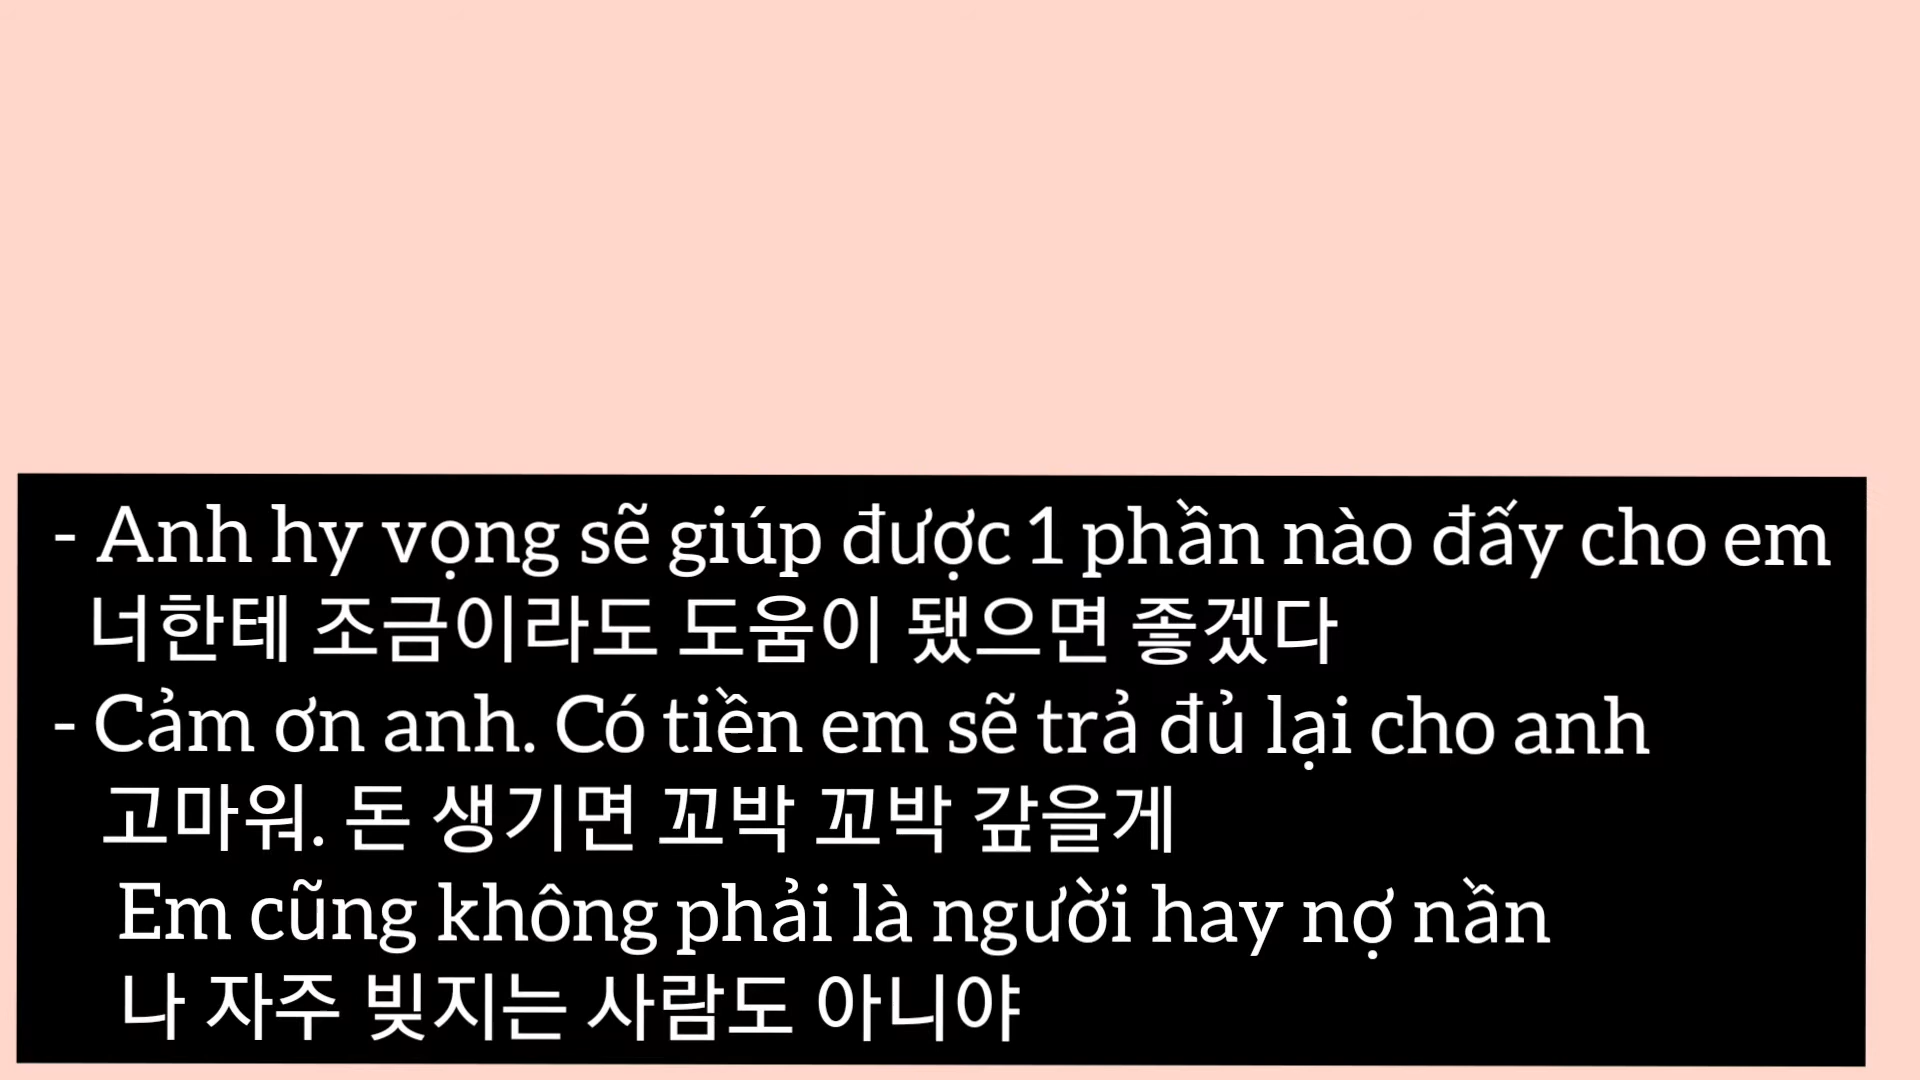 - Anh hy vọng sẽ giúp được 1 phần nào đấy cho em
너한테 조금이라도 도움이 됐으면 좋겠다
- Cảm ơn anh. Có tiền em sẽ trả đủ lại cho anh
고마워. 돈 생기면 꼬박 꼬박 갚을게
Em cũng không phải là người hay nợ nần
나 자주 빚지는 사람도 아니야